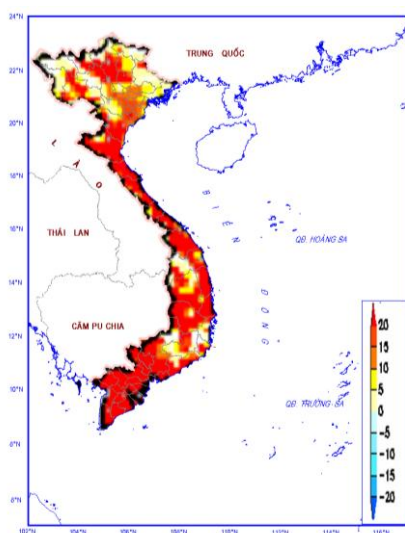 24°N
TRUNG QUỐC
22°N
20°N
LÀO
18°N
THÁI LAN
BIỂN
QĐ. HOÀNG SA
16°N
14°N
ĐÔNG
CĂM PU CHIA
12°N
10°N
QĐ. TRƯỜNG SA
8°N
6°N
20
15
10
5
0
-5
-10
-15
-20